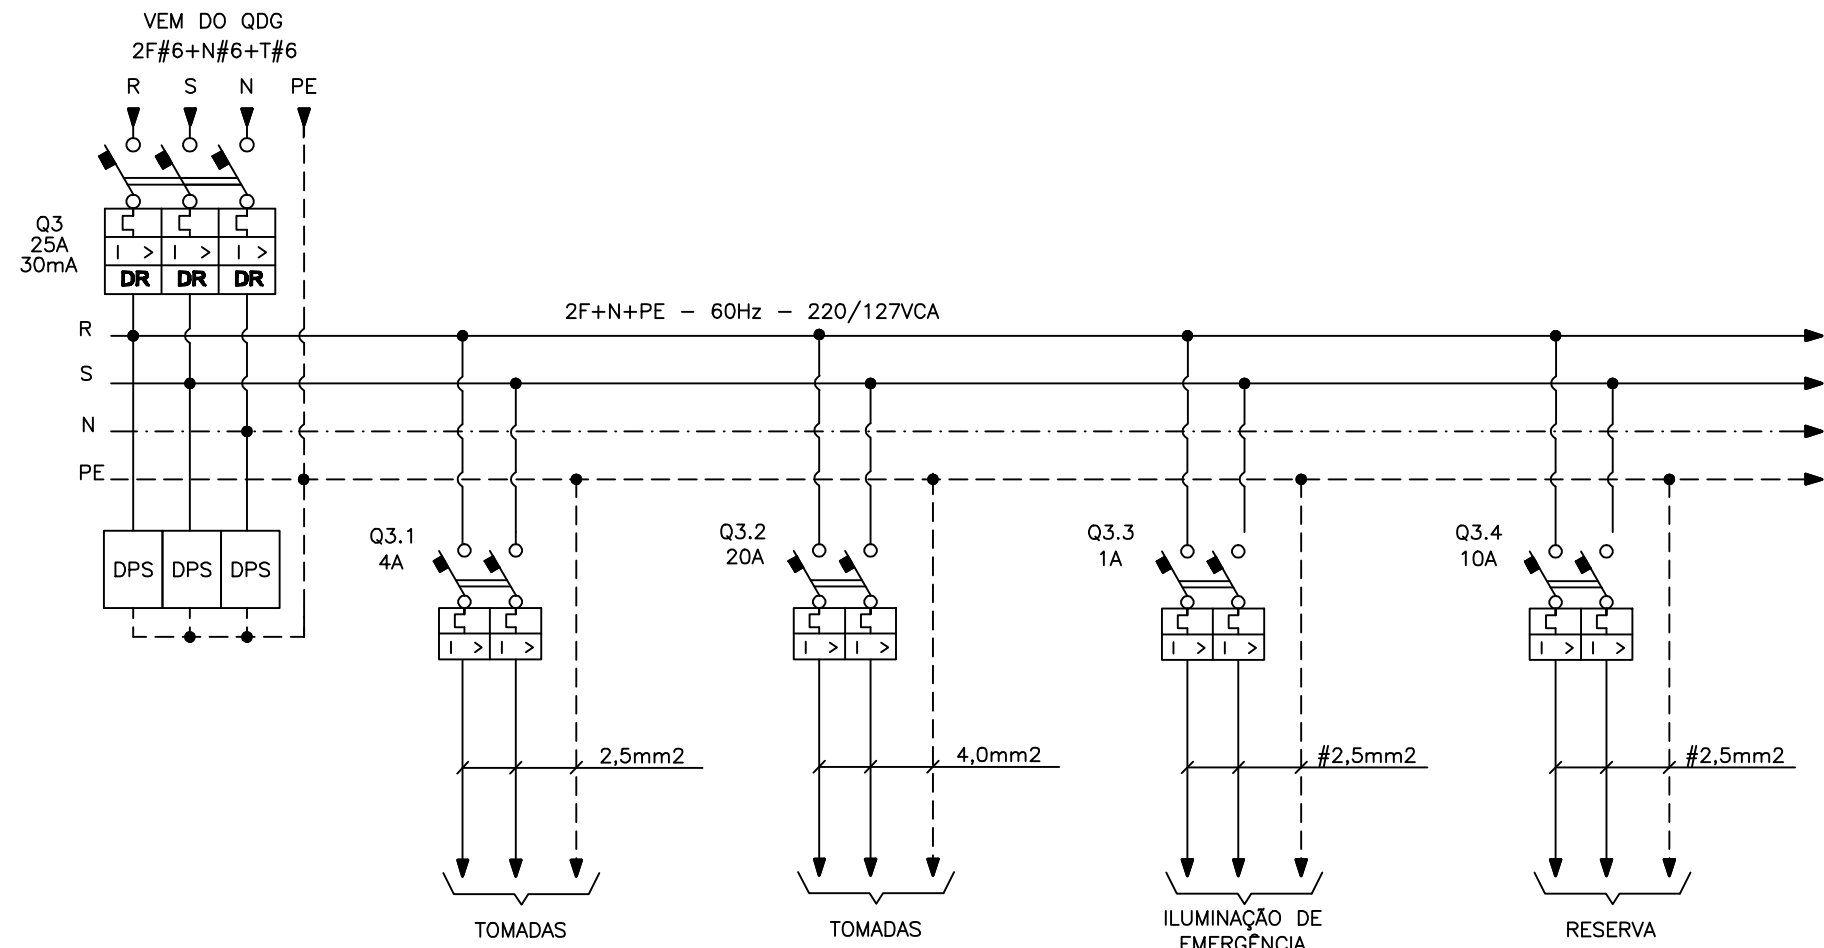 VEM DO QDG
2F#6+N#6+T#6
R S N PE
Q3
25A
30mA
I > I > I >
DR DR DR
2F+N+PE - 60Hz - 220/127VCA
R
S
N
PE
DPS DPS DPS
Q3.1
4A
I > I >
2,5mm2
TOMADAS
Q3.2
20A
I > I >
4,0mm2
TOMADAS
Q3.3
1A
I > I >
#2,5mm2
ILUMINAÇÃO DE
EMERGÊNCIA
Q3.4
10A
I > I >
#2,5mm2
RESERVA